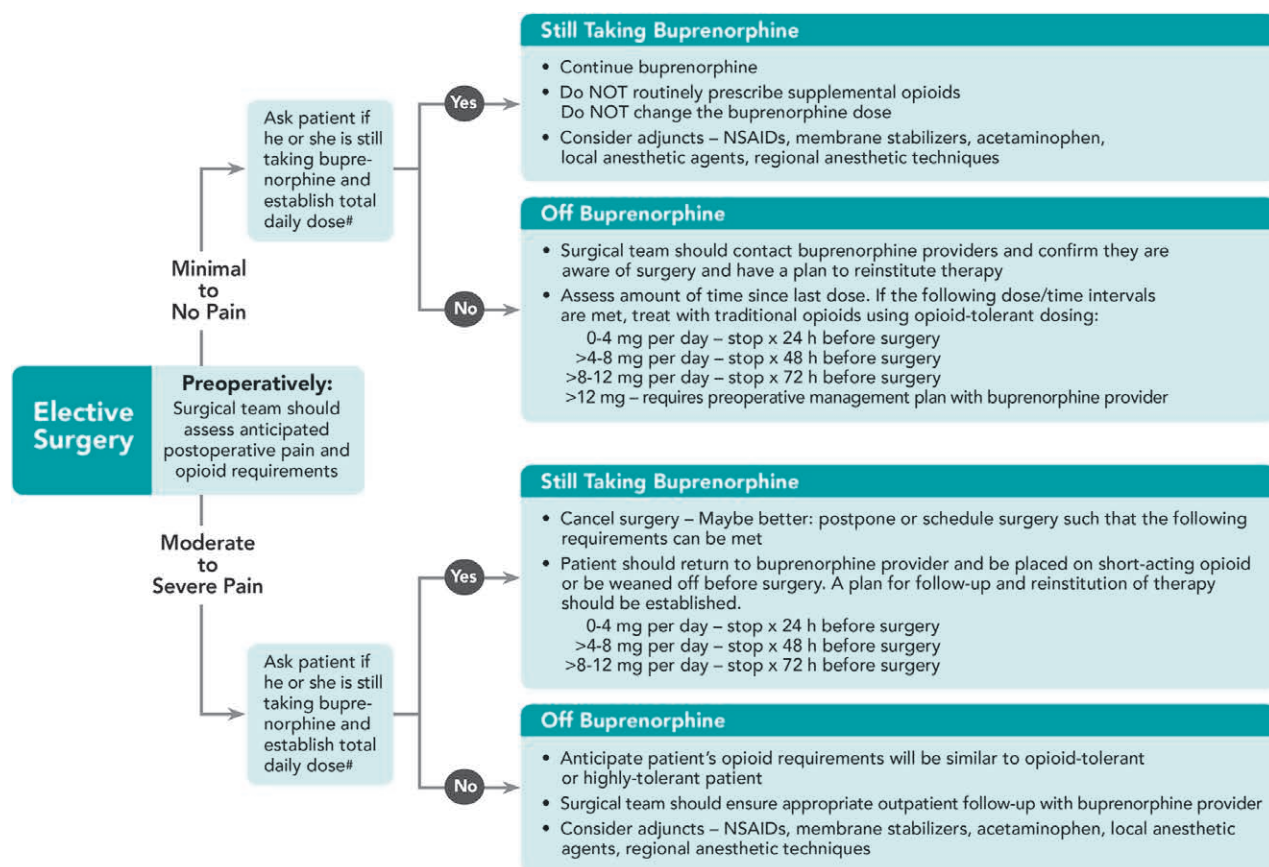 Elective
Surgery
Preoperatively:
Surgical team should
assess anticipated
postoperative pain and
opioid requirements
Minimal
to
No Pain
Ask patient if
he or she is still
taking bupre-
norphine and
establish total
daily dose#
Yes
Still Taking Buprenorphine
• Continue buprenorphine
• Do NOT routinely prescribe supplemental opioids
Do NOT change the buprenorphine dose
• Consider adjuncts – NSAIDs, membrane stabilizers, acetaminophen,
local anesthetic agents, regional anesthetic techniques
No
Off Buprenorphine
• Surgical team should contact buprenorphine providers and confirm they are
aware of surgery and have a plan to reinstitute therapy
• Assess amount of time since last dose. If the following dose/time intervals
are met, treat with traditional opioids using opioid-tolerant dosing:
0-4 mg per day – stop x 24 h before surgery
>4-8 mg per day – stop x 48 h before surgery
>8-12 mg per day – stop x 72 h before surgery
>12 mg – requires preoperative management plan with buprenorphine provider
Moderate
to
Severe Pain
Ask patient if
he or she is still
taking bupre-
norphine and
establish total
daily dose#
Yes
Still Taking Buprenorphine
• Cancel surgery – Maybe better: postpone or schedule surgery such that the following
requirements can be met
• Patient should return to buprenorphine provider and be placed on short-acting opioid
or be weaned off before surgery. A plan for follow-up and reinstitution of therapy
should be established.
0-4 mg per day – stop x 24 h before surgery
>4-8 mg per day – stop x 48 h before surgery
>8-12 mg per day – stop x 72 h before surgery
No
Off Buprenorphine
• Anticipate patient's opioid requirements will be similar to opioid-tolerant
or highly-tolerant patient
• Surgical team should ensure appropriate outpatient follow-up with buprenorphine provider
• Consider adjuncts – NSAIDs, membrane stabilizers, acetaminophen, local anesthetic
agents, regional anesthetic techniques